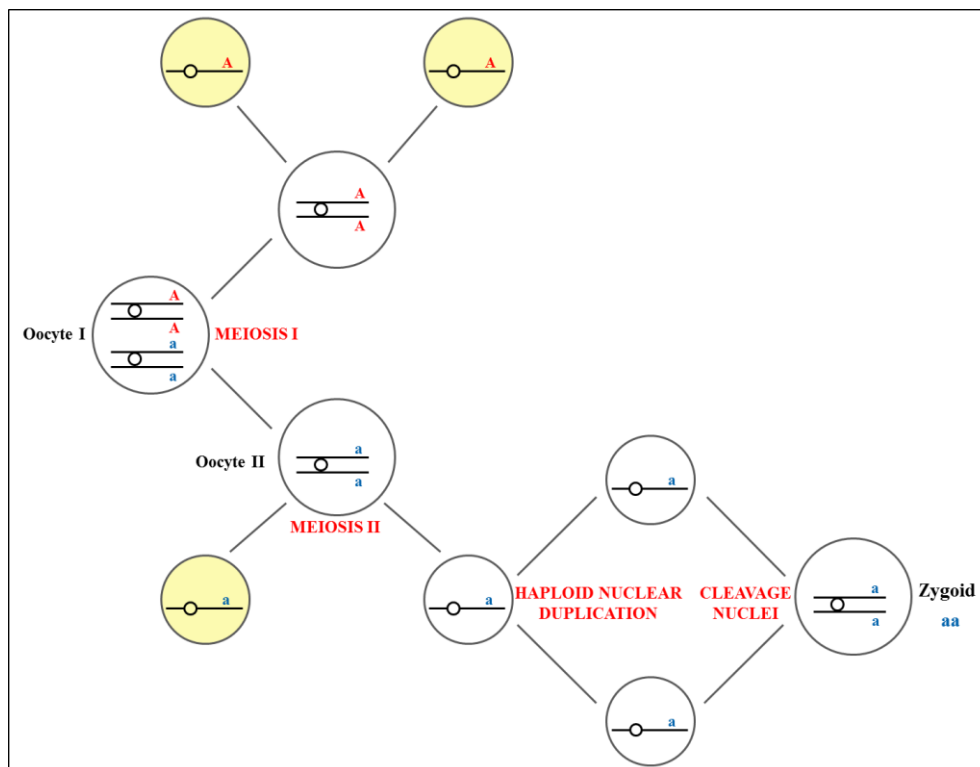 A
A
A
A
Oocyte I
A
A
a
a
MEIOSIS I
Oocyte II
a
a
MEIOSIS II
a
a
a
HAPLOID NUCLEAR
DUPLICATION
CLEAVAGE
NUCLEI
a
a
a
Zygoid
aa